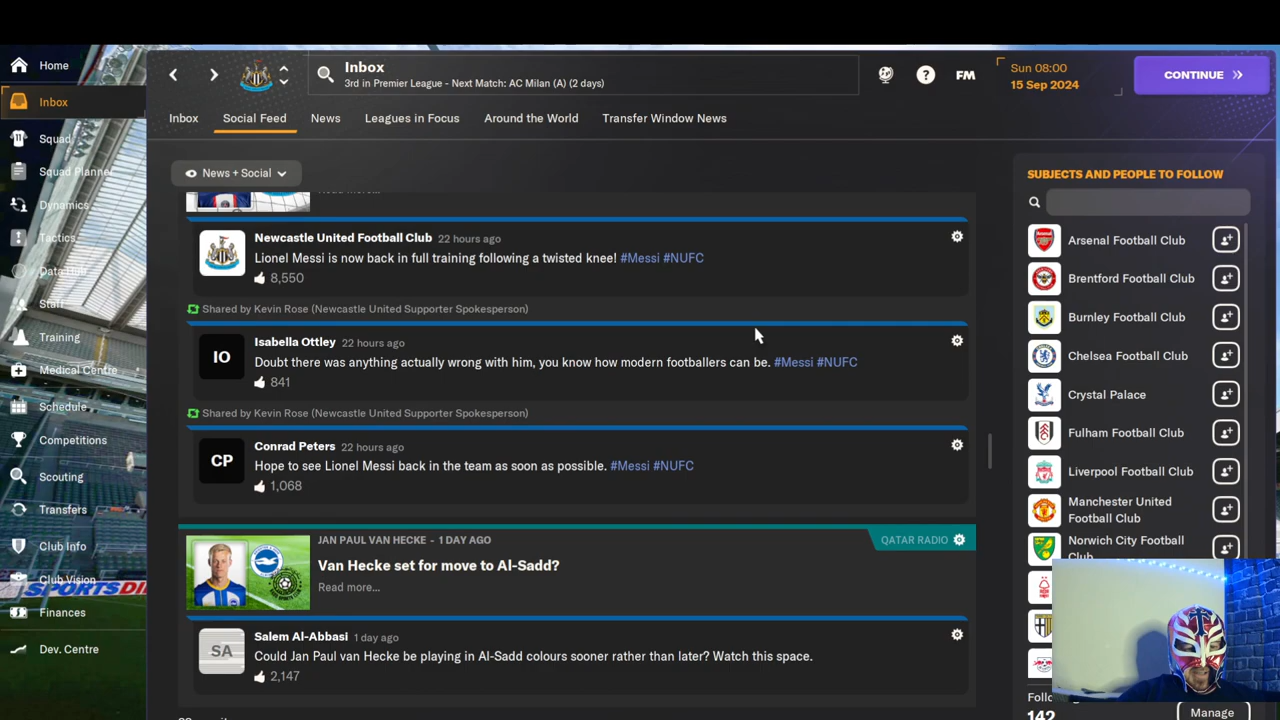 Home
Inbox
Squad
Squad Planner
Dynamics
Tactics
Data Hub
Staff
Training
Medical Centre
Schedule
Competitions
Scouting
Transfers
Club Info
Club Vision
SPORTS DI
Finances
Dev. Centre
Inbox
3rd in Premier League - Next Match: AC Milan (A) (2 days)
?
FM
Sun 08:00
15 Sep 2024
CONTINUE
Inbox
Social Feed
News
Leagues in Focus
Around the World
Transfer Window News
News + Social
Newcastle United Football Club 22 hours ago
Lionel Messi is now back in full training following a twisted knee! #Messi #NUFC
8,550
Shared by Kevin Rose (Newcastle United Supporter Spokesperson)
IO
Isabella Ottley 22 hours ago
Doubt there was anything actually wrong with him, you know how modern footballers can be. #Messi #NUFC
841
Shared by Kevin Rose (Newcastle United Supporter Spokesperson)
CP
Conrad Peters 22 hours ago
Hope to see Lionel Messi back in the team as soon as possible. #Messi #NUFC
1,068
JAN PAUL VAN HECKE - 1 DAY AGO
QATAR RADIO
Van Hecke set for move to Al-Sadd?
Read more...
SA
Salem Al-Abbasi 1 day ago
Could Jan Paul van Hecke be playing in Al-Sadd colours sooner rather than later? Watch this space.
2,147
SUBJECTS AND PEOPLE TO FOLLOW
Arsenal Football Club
Brentford Football Club
Burnley Football Club
Chelsea Football Club
Crystal Palace
Fulham Football Club
Liverpool Football Club
Manchester United
Football Club
Norwich City Football
Club
142
Manage